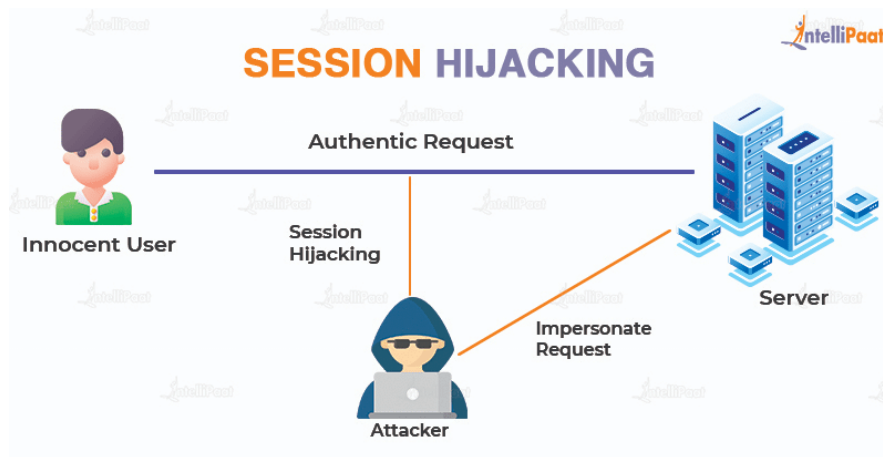 IntelliPaat
SESSION HIJACKING
Authentic Request
Innocent User
Session
Hijacking
Server
Impersonate
Request
Attacker